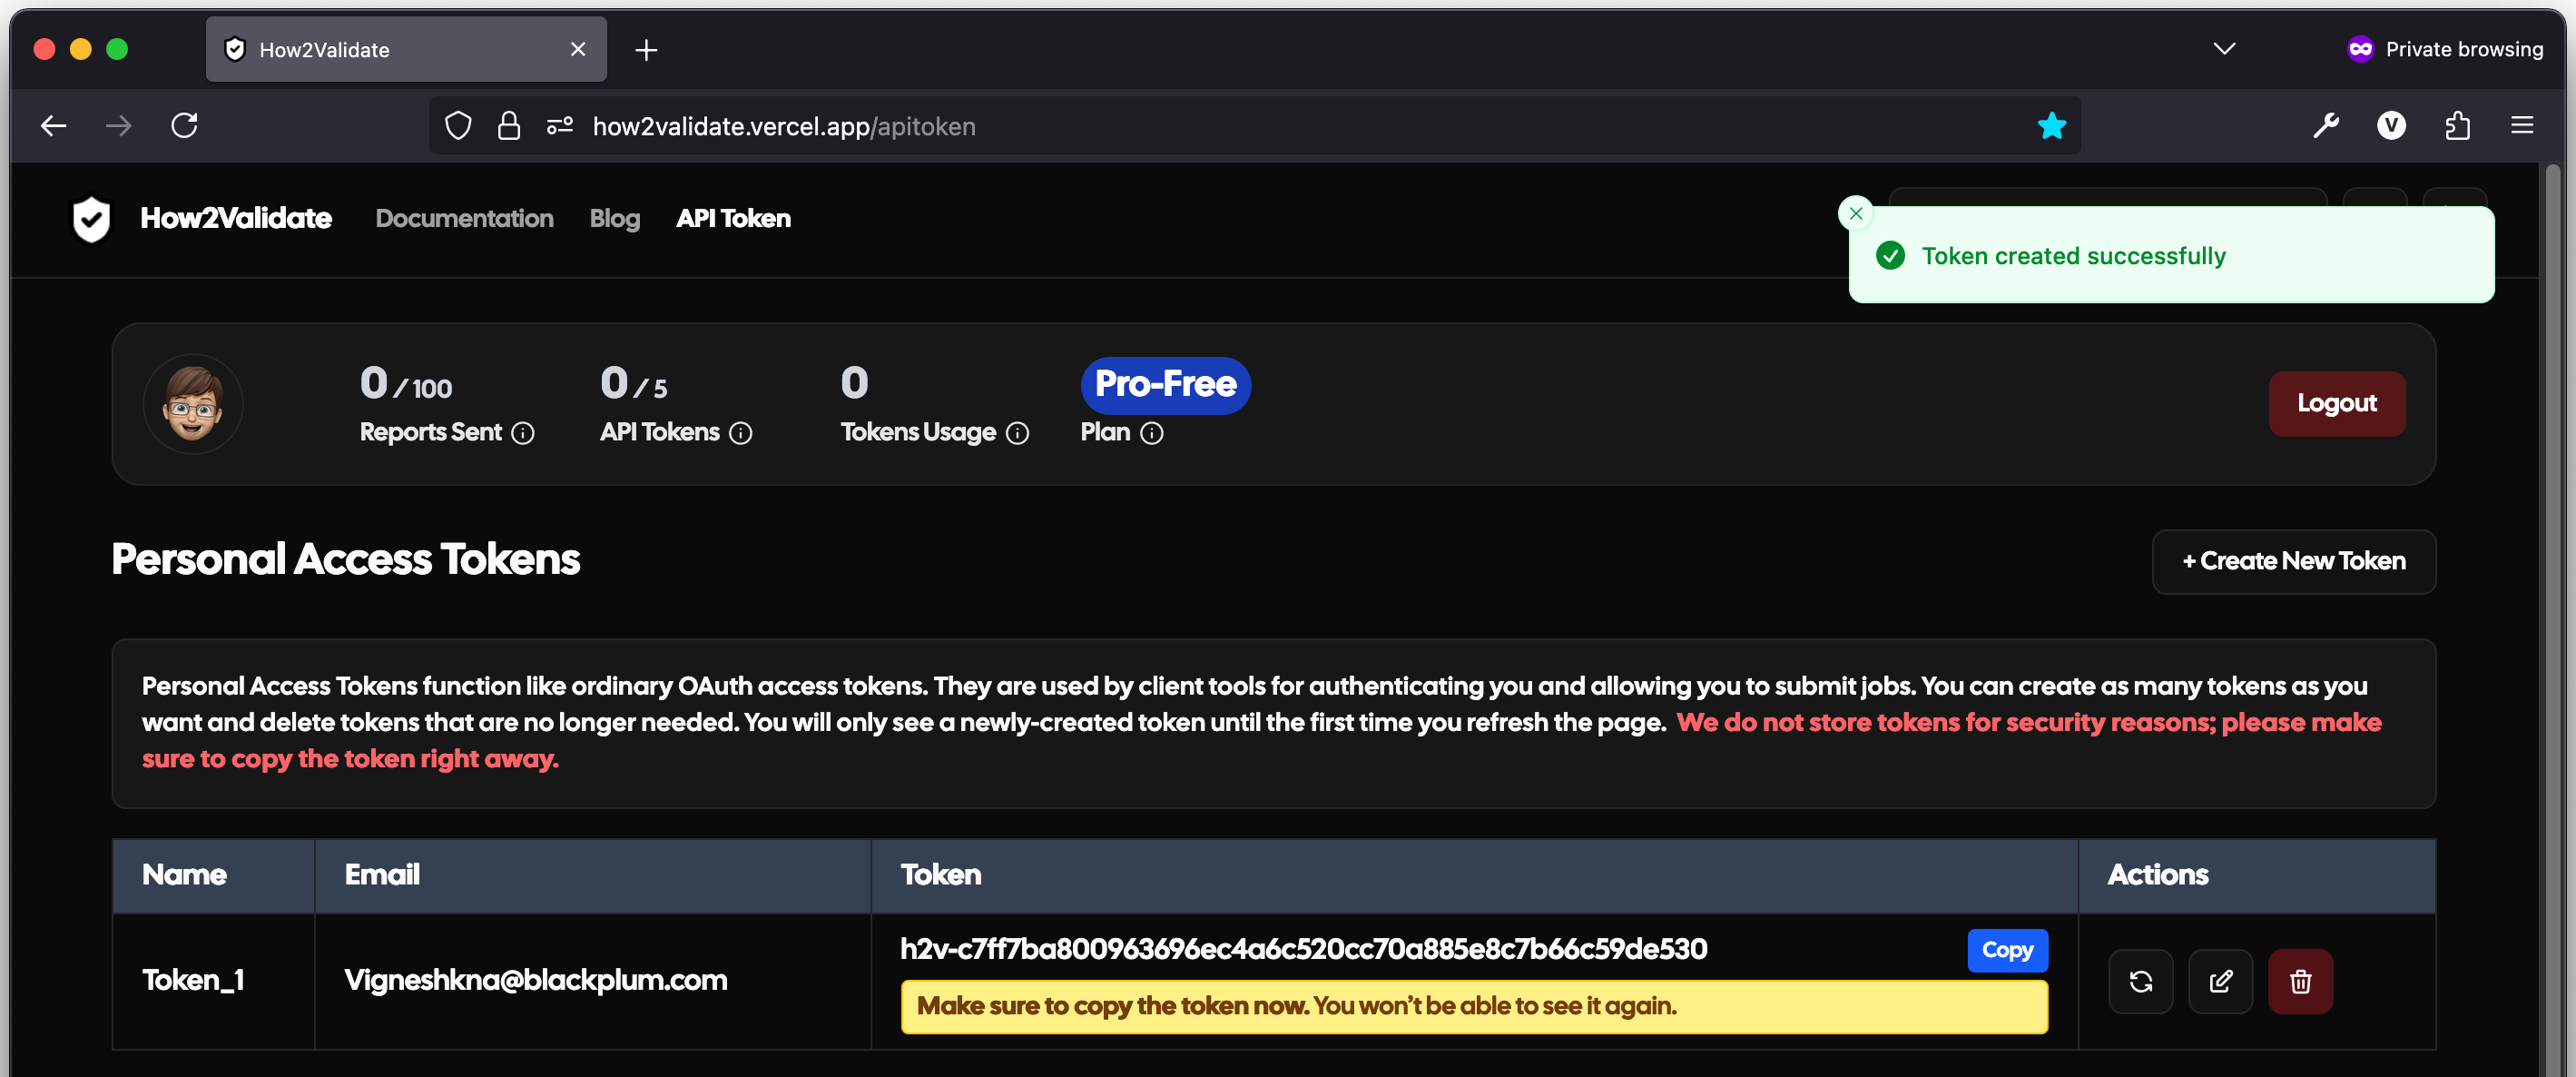 How2Validate
Private browsing
how2validate.vercel.app/apitoken
V
How2Validate Documentation Blog API Token
Token created successfully
0 / 100
Reports Sent
0 / 5
API Tokens
0
Tokens Usage
Pro-Free
Plan
Logout
Personal Access Tokens
+ Create New Token
Personal Access Tokens function like ordinary OAuth access tokens. They are used by client tools for authenticating you and allowing you to submit jobs. You can create as many tokens as you
want and delete tokens that are no longer needed. You will only see a newly-created token until the first time you refresh the page. We do not store tokens for security reasons; please make
sure to copy the token right away.
Name Email Token Actions
Token_1 Vigneshkna@blackplum.com
h2v-c7ff7ba800963696ec4a6c520cc70a885e8c7b66c59de530 Copy
Make sure to copy the token now. You won't be able to see it again.